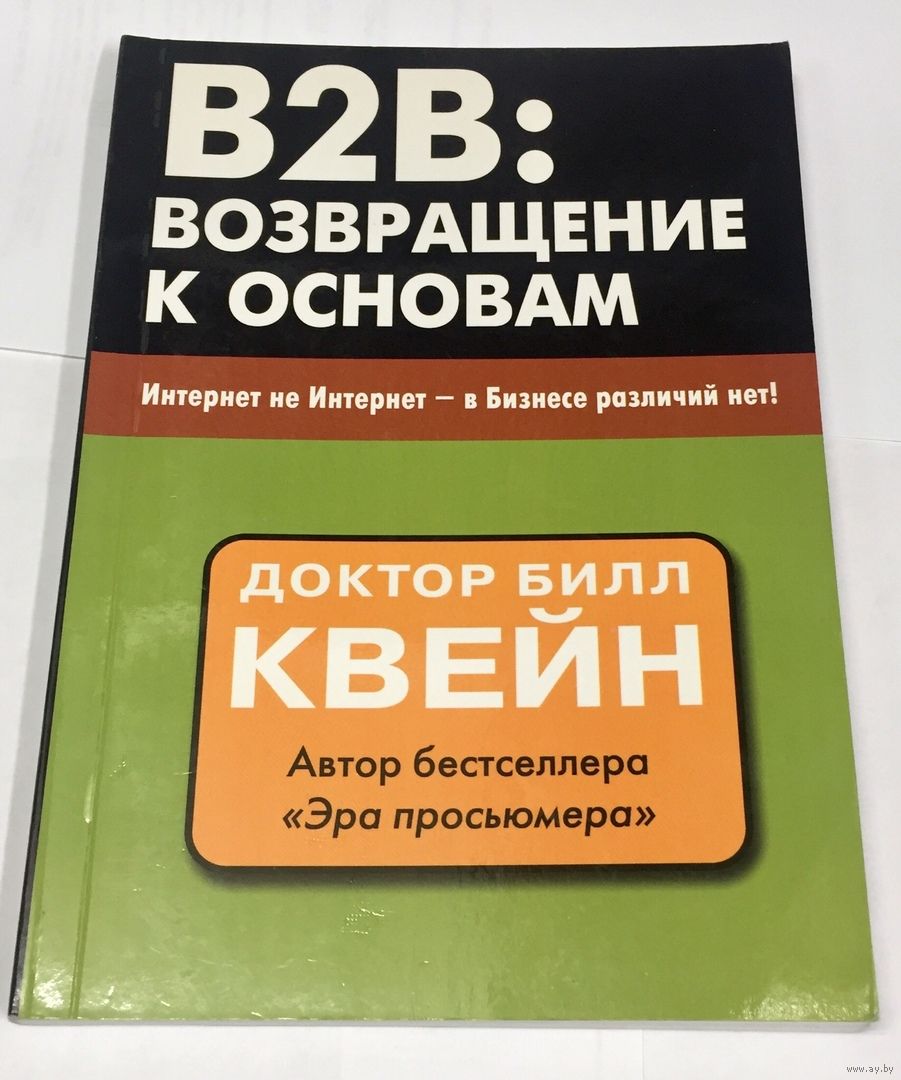 B2B:
ВОЗВРАЩЕНИЕ
К ОСНОВАМ
Интернет не Интернет – в Бизнесе различий нет!
ДОКТОР БИЛЛ
КВЕЙН
Автор бестселлера
«Эра просьюмера»
www.ay.by